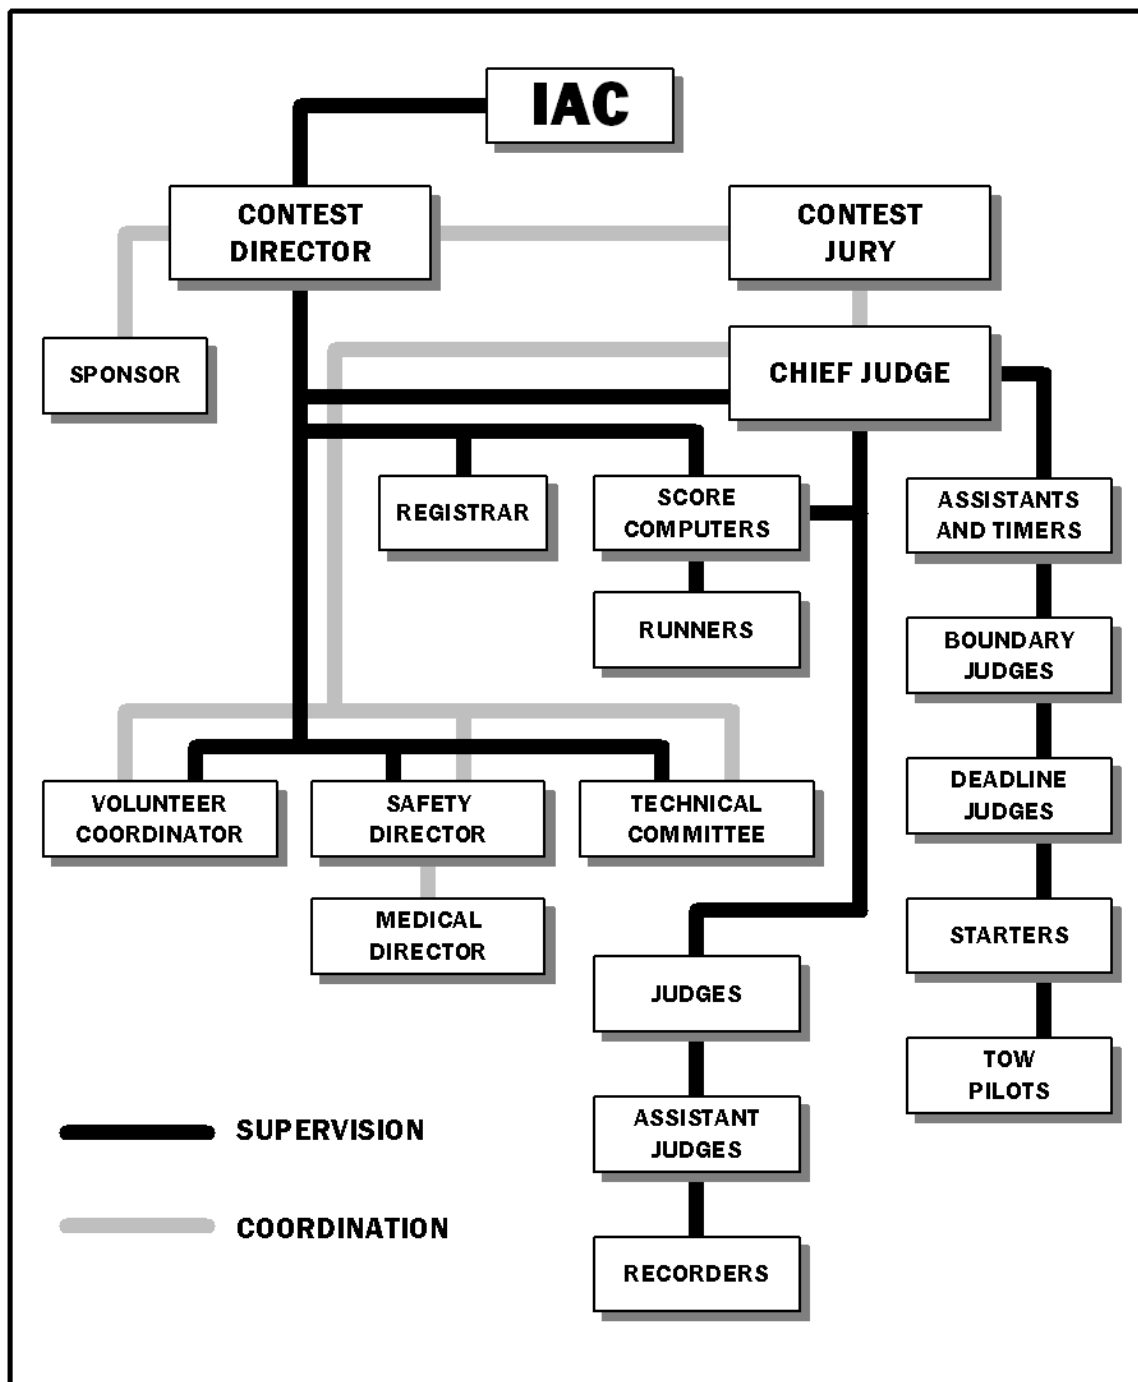 IAC
CONTEST
DIRECTOR
CONTEST
JURY
SPONSOR
CHIEF JUDGE
REGISTRAR
SCORE
COMPUTERS
ASSISTANTS
AND TIMERS
RUNNERS
BOUNDARY
JUDGES
VOLUNTEER
COORDINATOR
SAFETY
DIRECTOR
TECHNICAL
COMMITTEE
DEADLINE
JUDGES
MEDICAL
DIRECTOR
STARTERS
JUDGES
TOW
PILOTS
ASSISTANT
JUDGES
RECORDERS
SUPERVISION
COORDINATION